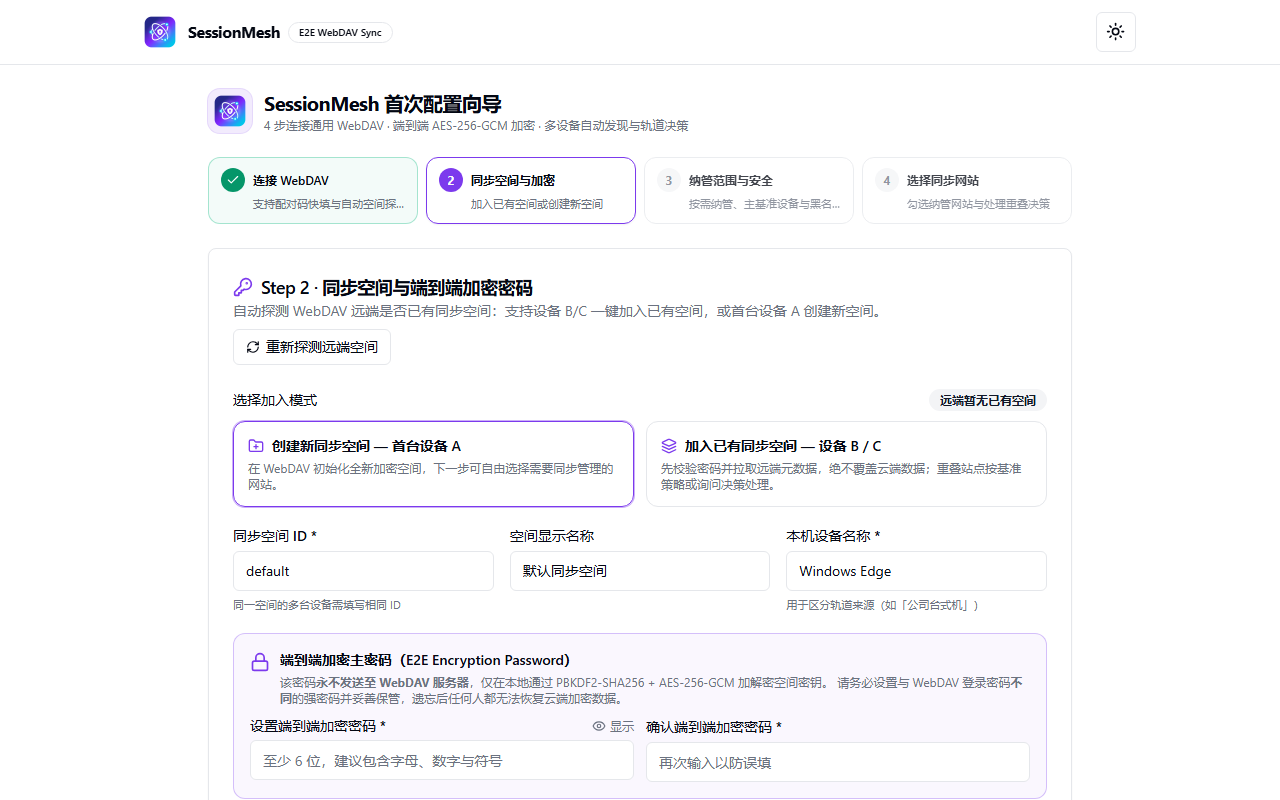 SessionMesh
E2E WebDAV Sync
SessionMesh 首次配置向导
4 步连接通用 WebDAV · 端到端 AES-256-GCM 加密 · 多设备自动发现与轨道决策
连接 WebDAV
支持配对码快填与自动空间探...
2
同步空间与加密
加入已有空间或创建新空间
3
纳管范围与安全
按需纳管、主基准设备与黑名...
4
选择同步网站
勾选纳管网站与处理重叠决策
Step 2 · 同步空间与端到端加密密码
自动探测 WebDAV 远端是否已有同步空间：支持设备 B/C 一键加入已有空间，或首台设备 A 创建新空间。
重新探测远端空间
选择加入模式
远端暂无已有空间
创建新同步空间 — 首台设备 A
在 WebDAV 初始化全新加密空间，下一步可自由选择需要同步管理的
网站。
加入已有同步空间 — 设备 B / C
先校验密码并拉取远端元数据，绝不覆盖云端数据；重叠站点按基准
策略或询问决策处理。
同步空间 ID *
default
同一空间的多台设备需填写相同 ID
空间显示名称
默认同步空间
本机设备名称 *
Windows Edge
用于区分轨道来源（如「公司台式机」）
端到端加密主密码（E2E Encryption Password）
该密码永不发送至 WebDAV 服务器，仅在本地通过 PBKDF2-SHA256 + AES-256-GCM 加解密空间密钥。 请务必设置与 WebDAV 登录密码不
同的强密码并妥善保管，遗忘后任何人都无法恢复云端加密数据。
设置端到端加密密码 *
显示
至少 6 位，建议包含字母、数字与符号
确认端到端加密密码 *
再次输入以防误填